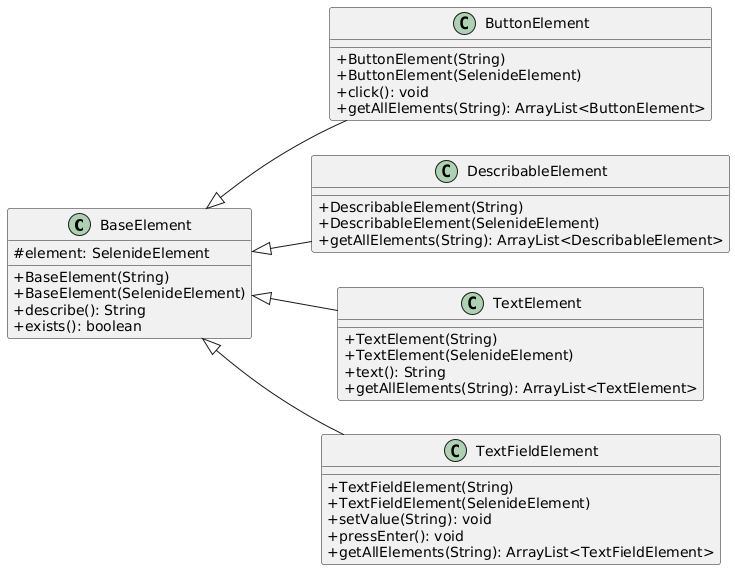 C ButtonElement
+ButtonElement(String)
+ButtonElement(SelenideElement)
+click(): void
+getAllElements(String): ArrayList<ButtonElement>
C DescribableElement
+DescribableElement(String)
+DescribableElement(SelenideElement)
+getAllElements(String): ArrayList<DescribableElement>
C BaseElement
#element: SelenideElement
+BaseElement(String)
+BaseElement(SelenideElement)
+describe(): String
+exists(): boolean
C TextElement
+TextElement(String)
+TextElement(SelenideElement)
+text(): String
+getAllElements(String): ArrayList<TextElement>
C TextFieldElement
+TextFieldElement(String)
+TextFieldElement(SelenideElement)
+setValue(String): void
+pressEnter(): void
+getAllElements(String): ArrayList<TextFieldElement>